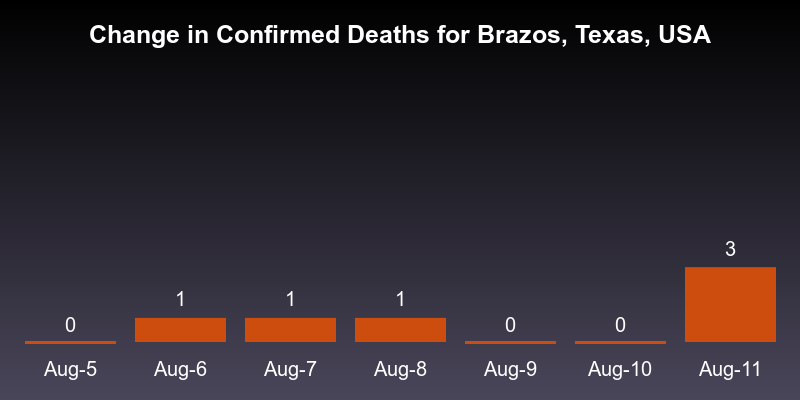 Change in Confirmed Deaths for Brazos, Texas, USA
0 1 1 1 0 0 3
Aug-5 Aug-6 Aug-7 Aug-8 Aug-9 Aug-10 Aug-11